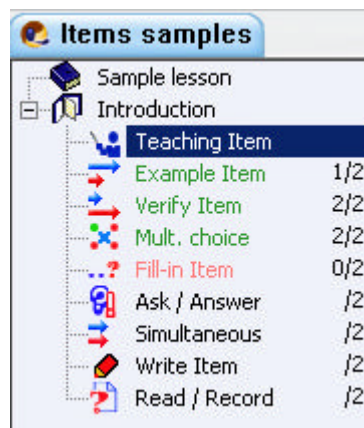 Items samples
Sample lesson
Introduction
Teaching Item
Example Item 1/2
Verify Item 2/2
Mult. choice 2/2
..? Fill-in Item 0/2
Ask / Answer /2
Simultaneous /2
Write Item /2
Read / Record /2